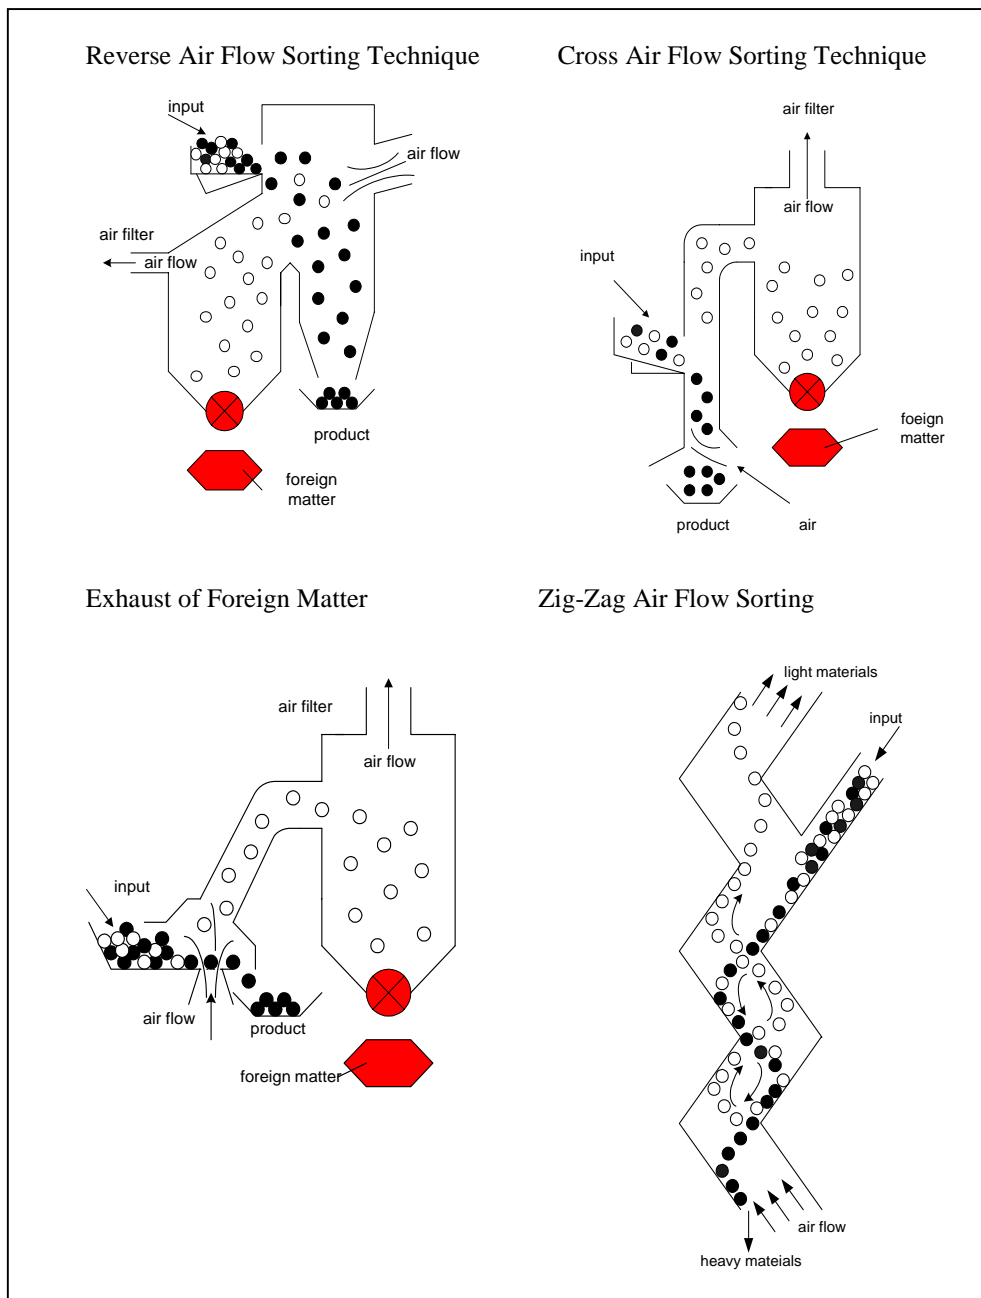 Reverse Air Flow Sorting Technique
input
air flow
air filter
air flow
product
foreign
matter
Cross Air Flow Sorting Technique
air filter
air flow
input
foeign
matter
product
air
Exhaust of Foreign Matter
air filter
air flow
input
air flow
product
foreign matter
Zig-Zag Air Flow Sorting
light materials
input
air flow
heavy mateials